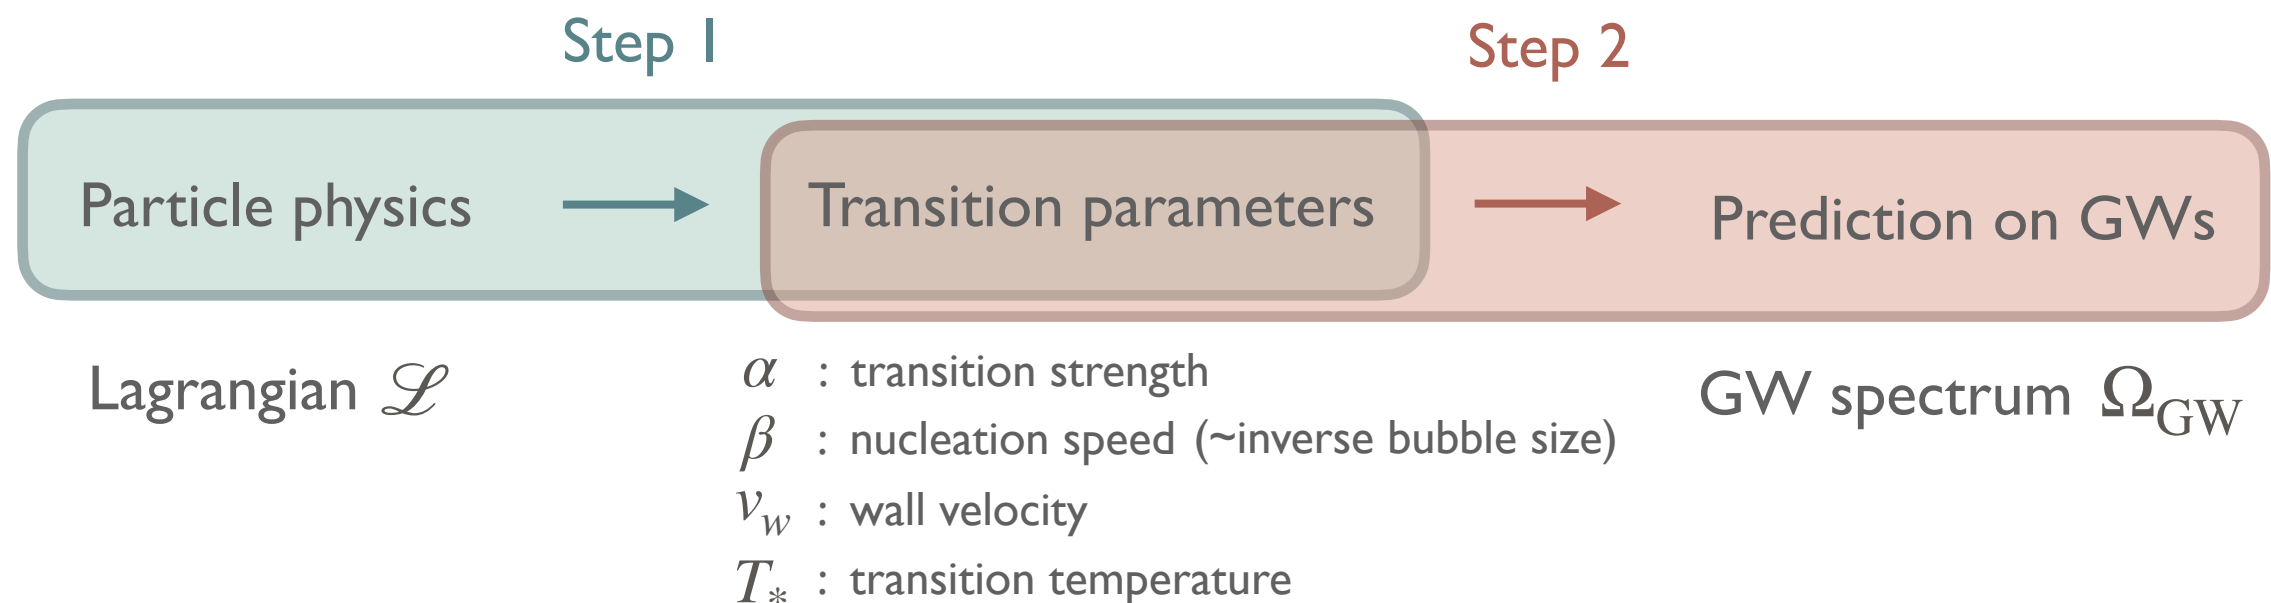 Step 1
Step 2
Particle physics → Transition parameters → Prediction on GWs
Lagrangian ℒ
α : transition strength
β : nucleation speed (~inverse bubble size)
v_w : wall velocity
T_* : transition temperature
GW spectrum Ω_GW